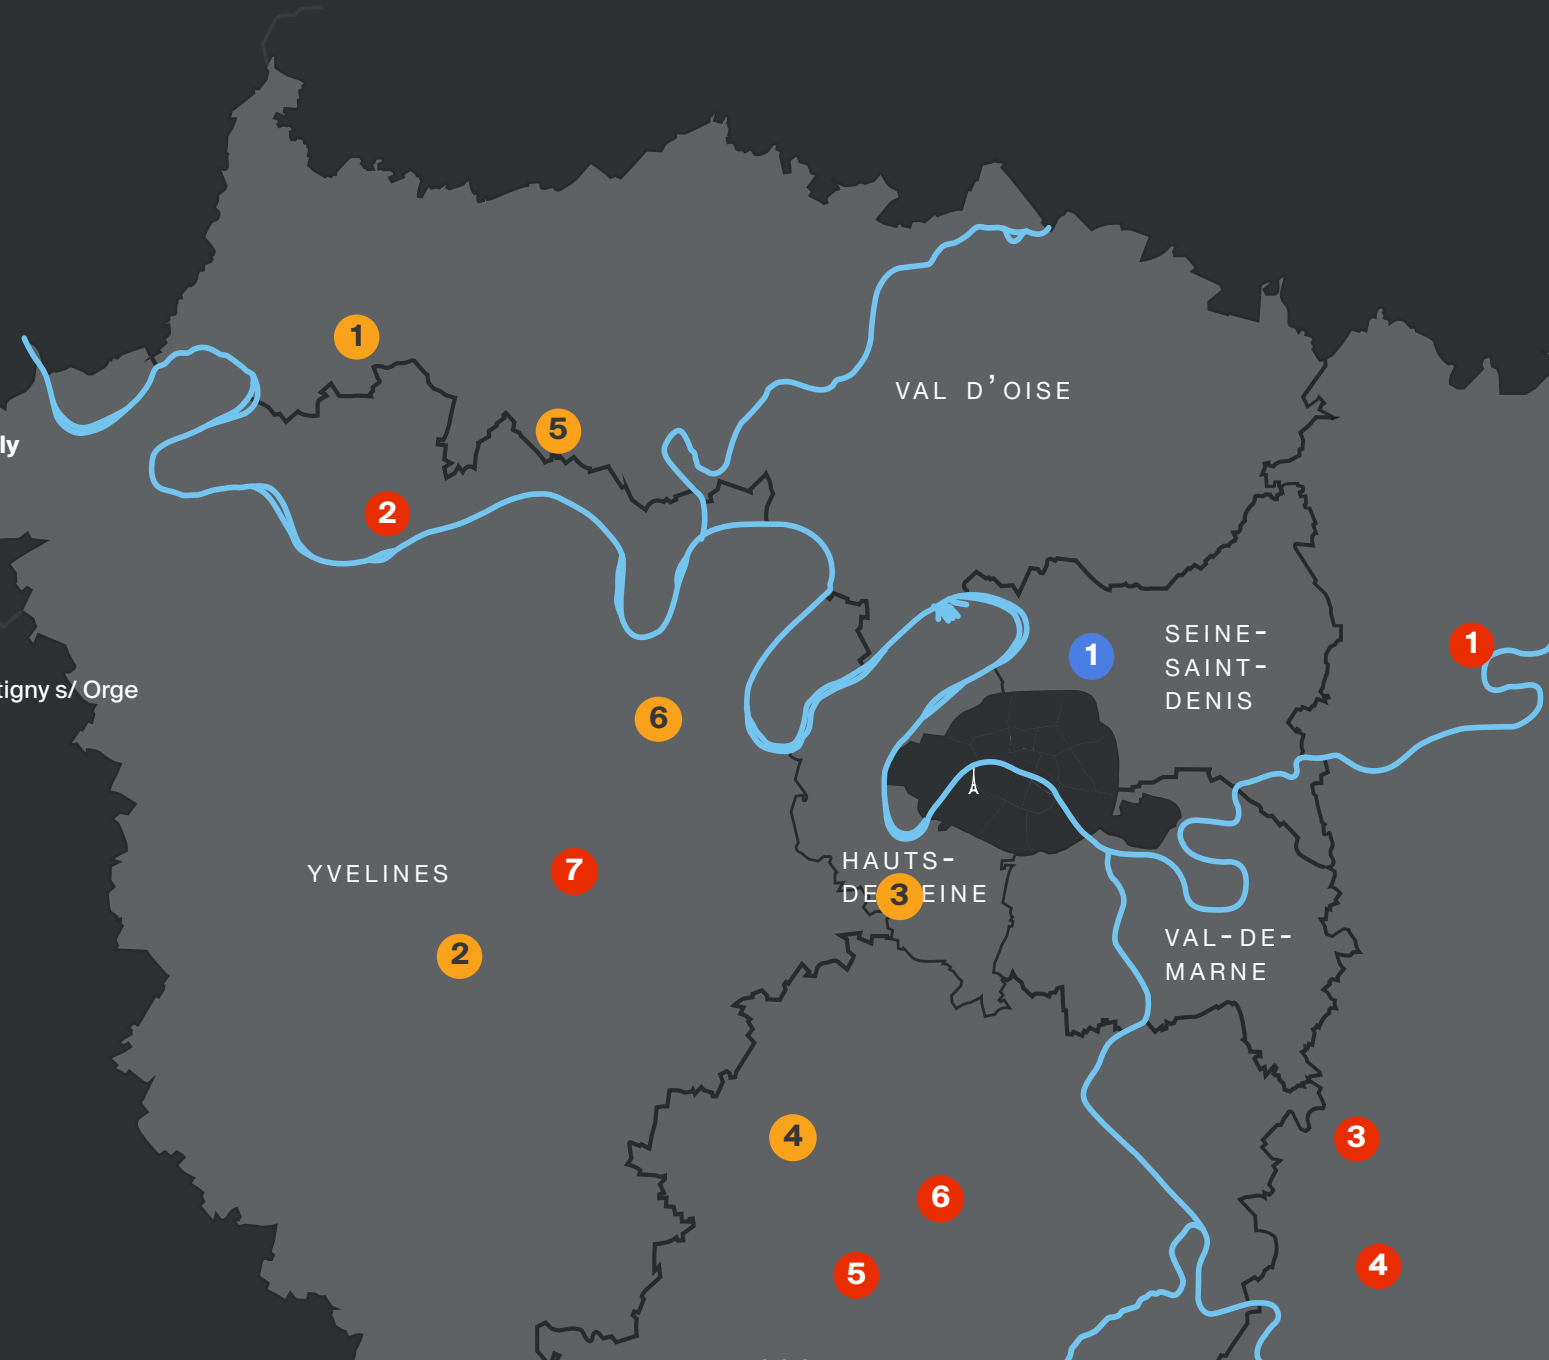 1
VAL D’OISE
5
ly
2
SEINE-
SAINT-
DENIS
1
1
tigny s/ Orge
6
YVELINES
7
HAUTS-
DE
3
EINE
2
VAL-DE-
MARNE
4
3
6
5
4